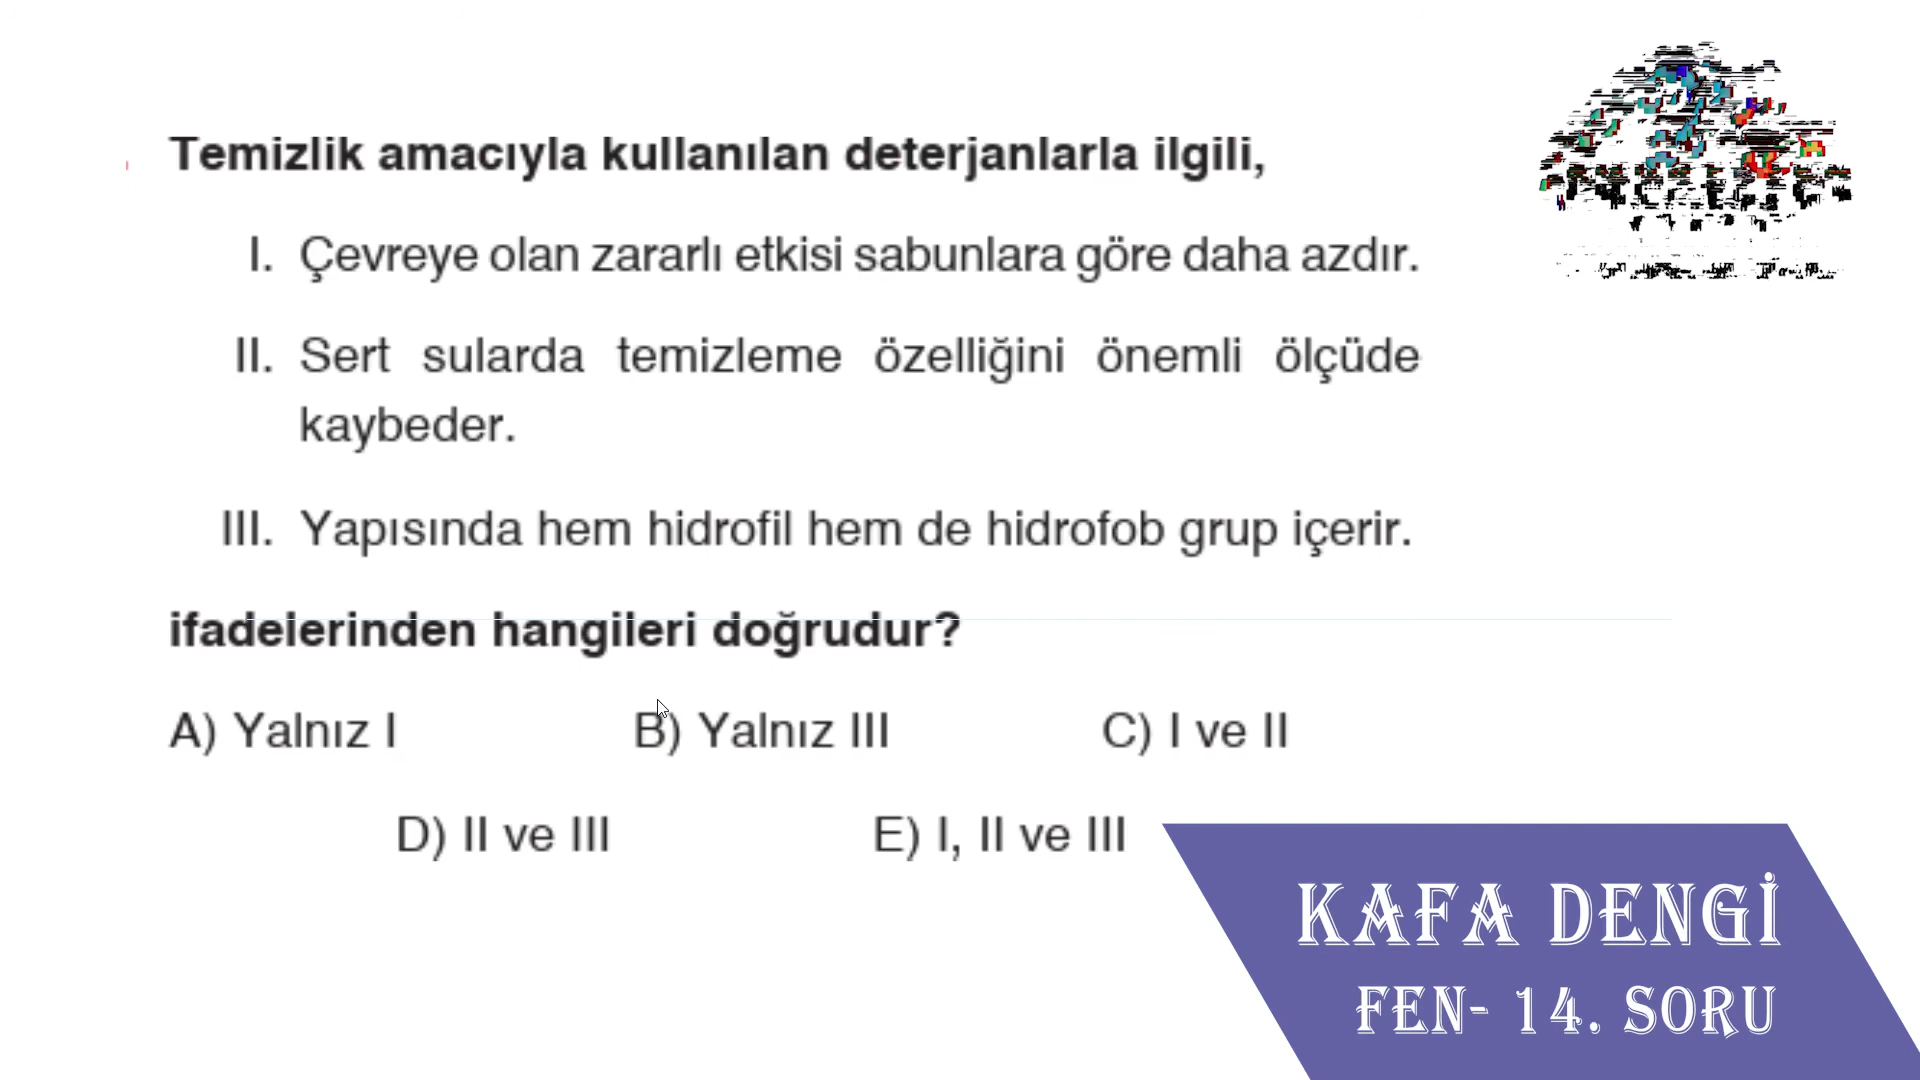 Temizlik amacıyla kullanılan deterjanlarla ilgili,
I. Çevreye olan zararlı etkisi sabunlara göre daha azdır.
II. Sert sularda temizleme özelliğini önemli ölçüde
kaybeder.
III. Yapısında hem hidrofil hem de hidrofob grup içerir.
ifadelerinden hangileri doğrudur?
A) Yalnız I B) Yalnız III C) I ve II
D) II ve III E) I, II ve III
KAFA DENGİ
FEN- 14. SORU